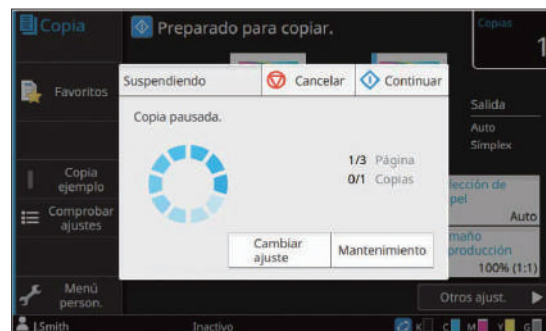 Copia
Preparado para copiar.
Copias
1
Favoritos
Suspendiendo
Cancelar
Continuar
Copia pausada.
Salida
Auto
Simplex
1/3 Página
0/1 Copias
Copia
ejemplo
lección de
pel
Auto
Comprobar
ajustes
Cambiar
ajuste
Mantenimiento
maño
producción
100% (1:1)
Menú
person.
Otros ajust.
LSmith
Inactivo
K
C
M
Y
G